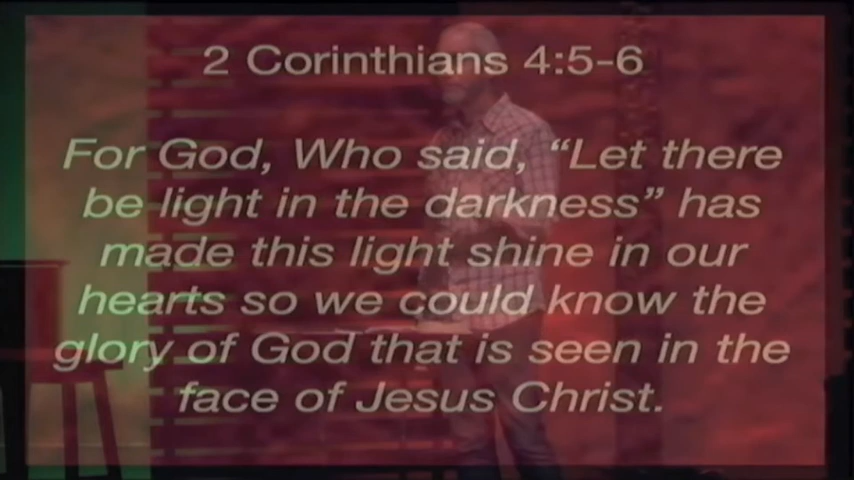 2 Corinthians 4:5-6
For God, Who said, “Let there
be light in the darkness” has
made this light shine in our
hearts so we could know the
glory of God that is seen in the
face of Jesus Christ.